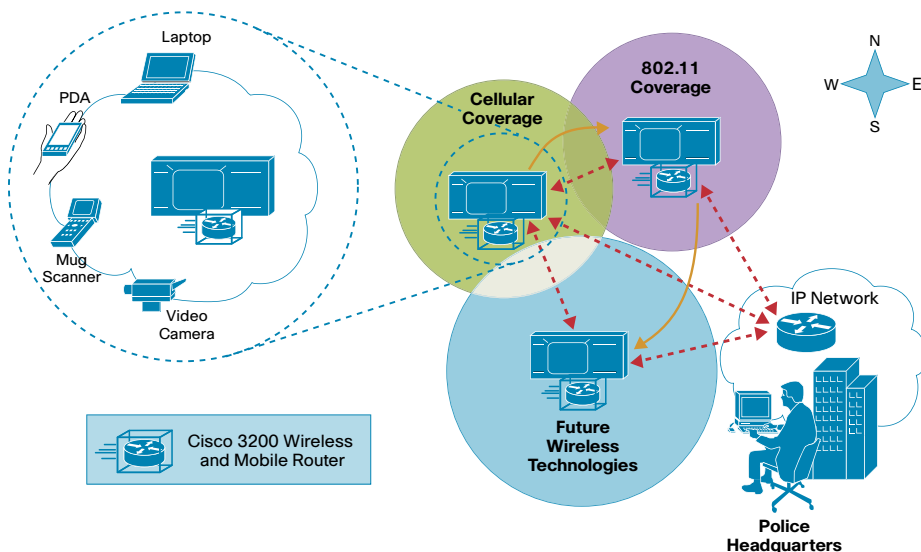 Laptop
PDA
Mug
Scanner
Video
Camera
Cellular
Coverage
802.11
Coverage
N
W
E
S
IP Network
Future
Wireless
Technologies
Cisco 3200 Wireless
and Mobile Router
Police
Headquarters